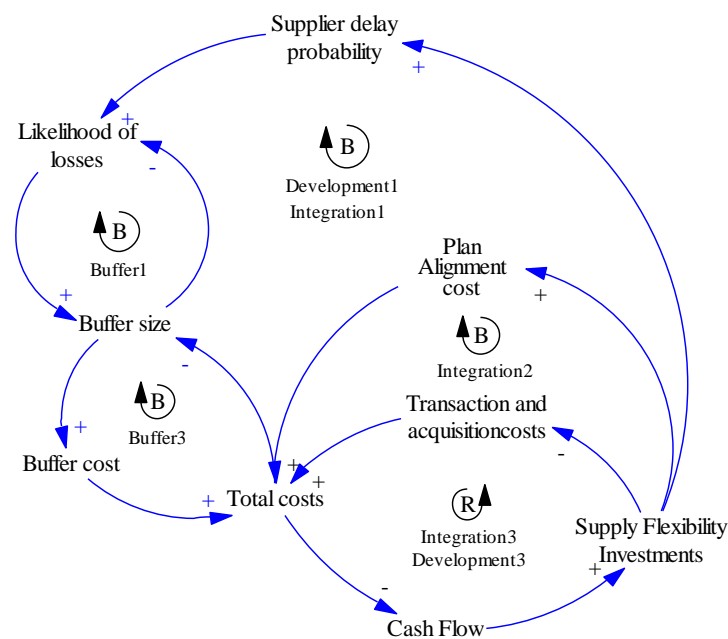 Supplier delay
probability
+
+
Likelihood of
losses
-
B
Development1
Integration1
B
Buffer1
Plan
Alignment
cost
+
+
Buffer size
-
B
Integration2
B
Buffer3
Transaction and
acquisitioncosts
+
-
Buffer cost
+
+
+
Total costs
R
Integration3
Development3
Supply Flexibility
Investments
+
-
Cash Flow